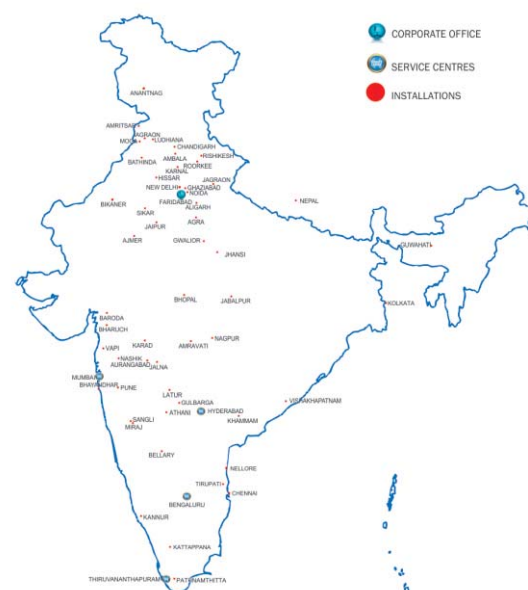 CORPORATE OFFICE
SERVICE CENTRES
INSTALLATIONS
ANANTNAG
AMRITSAR
JAGRAON
MOGA
LUDHIANA
CHANDIGARH
BATHINDA
AMBALA
RISHIKESH
ROORKEE
KARNAL
HISSAR
JAGRAON
NEW DELHI
GHAZIABAD
NOIDA
BIKANER
FARIDABAD
ALIGARH
NEPAL
SIKAR
JAIPUR
AGRA
AJMER
GWALIOR
JHANSI
GUWAHATI
BHOPAL
JABALPUR
KOLKATA
BARODA
BHARUCH
VAPI
KARAD
AMRAVATI
NAGPUR
NASHIK
AURANGABAD
JALNA
MUMBAI
BHAYANDHAR
PUNE
LATUR
GULBARGA
VISHAKHAPATNAM
ATHANI
HYDERABAD
SANGLI
KHAMMAM
MIRAJ
BELLARY
NELLORE
TIRUPATI
CHENNAI
BENGALURU
KANNUR
KATTAPPANA
THIRUVANANTHAPURAM
PATHNAMTHITTA